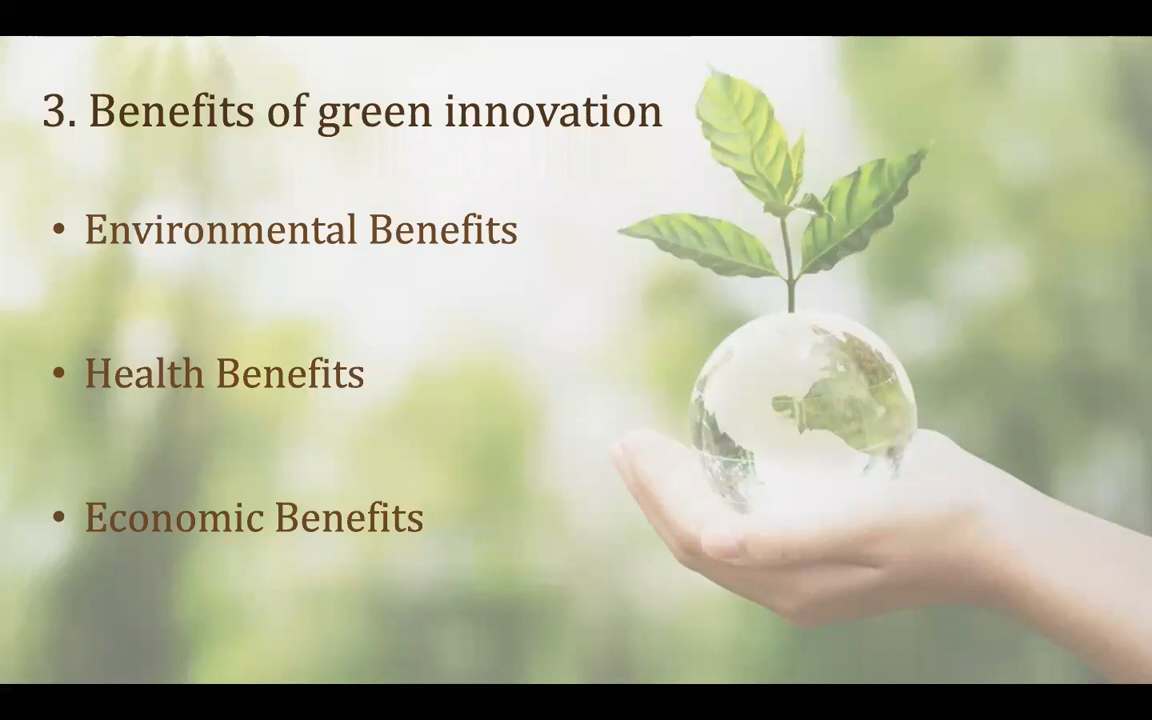 3. Benefits of green innovation
• Environmental Benefits
• Health Benefits
• Economic Benefits